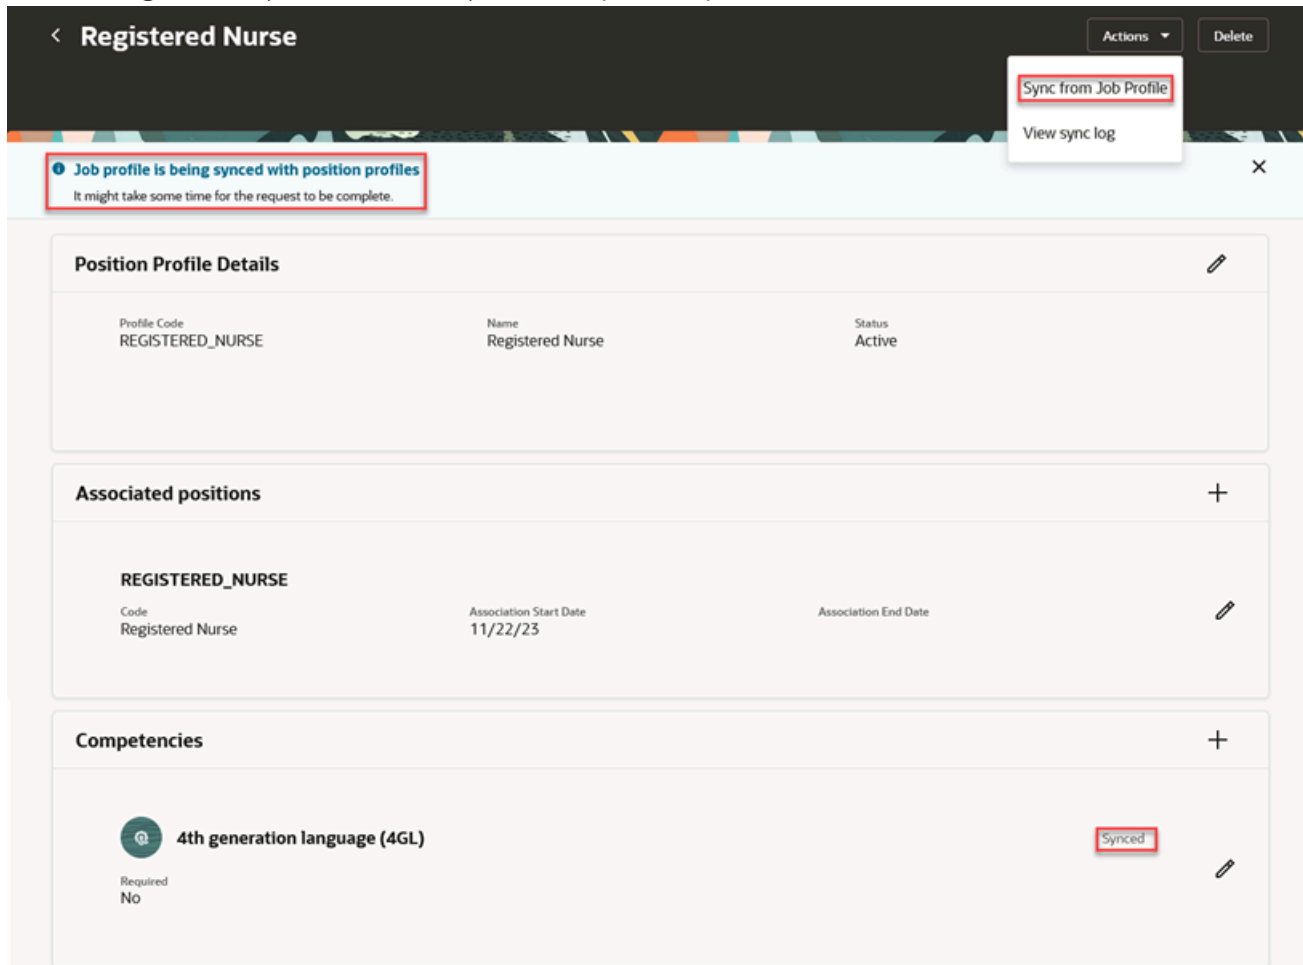 Registered Nurse
Actions
Delete
Sync from Job Profile
View sync log
Job profile is being synced with position profiles
It might take some time for the request to be complete.
Position Profile Details
Profile Code
REGISTERED_NURSE
Name
Registered Nurse
Status
Active
Associated positions
REGISTERED_NURSE
Code
Registered Nurse
Association Start Date
11/22/23
Association End Date
Competencies
4th generation language (4GL)
Synced
Required
No